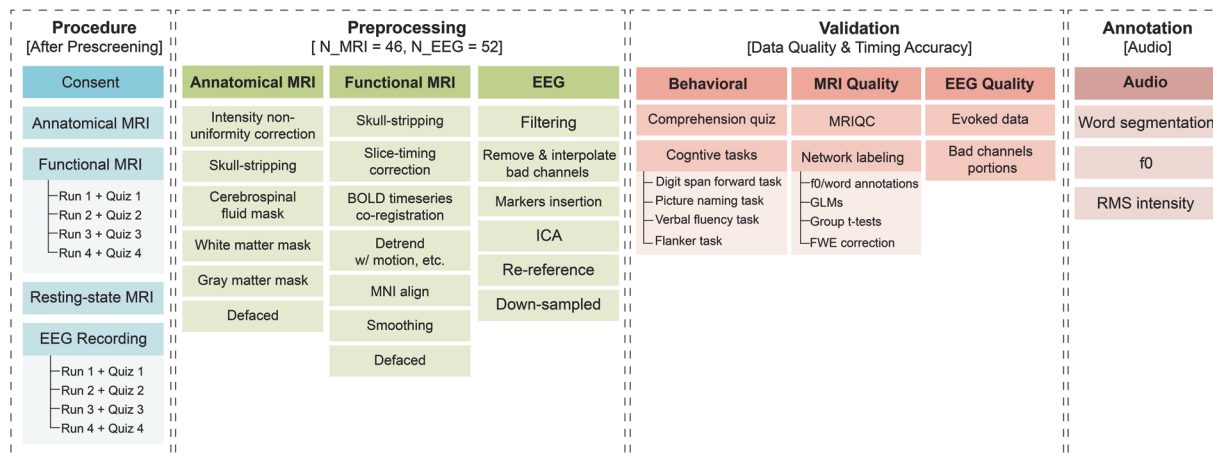 Procedure
[After Prescreening]
Consent
Annatomical MRI
Functional MRI
Run 1 + Quiz 1
Run 2 + Quiz 2
Run 3 + Quiz 3
Run 4 + Quiz 4
Resting-state MRI
EEG Recording
Run 1 + Quiz 1
Run 2 + Quiz 2
Run 3 + Quiz 3
Run 4 + Quiz 4
Preprocessing
[ N_MRI = 46, N_EEG = 52]
Annatomical MRI
Intensity non-
uniformity correction
Skull-stripping
Cerebrospinal
fluid mask
White matter mask
Gray matter mask
Defaced
Functional MRI
Skull-stripping
Slice-timing
correction
BOLD timeseries
co-registration
Detrend
w/ motion, etc.
MNI align
Smoothing
Defaced
EEG
Filtering
Remove & interpolate
bad channels
Markers insertion
ICA
Re-reference
Down-sampled
Validation
[Data Quality & Timing Accuracy]
Behavioral
Comprehension quiz
Cogntive tasks
Digit span forward task
Picture naming task
Verbal fluency task
Flanker task
MRI Quality
MRIQC
Network labeling
f0/word annotations
GLMs
Group t-tests
FWE correction
EEG Quality
Evoked data
Bad channels
portions
Annotation
[Audio]
Audio
Word segmentation
f0
RMS intensity